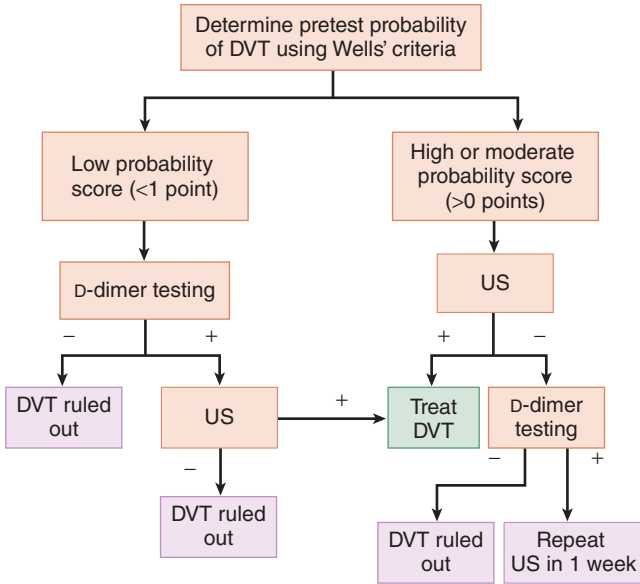 Determine pretest probability
of DVT using Wells' criteria
Low probability
score (<1 point)
High or moderate
probability score
(>0 points)
D-dimer testing
US
−
+
+
−
DVT ruled
out
US
+
Treat
DVT
D-dimer
testing
−
−
+
DVT ruled
out
DVT ruled
out
Repeat
US in 1 week